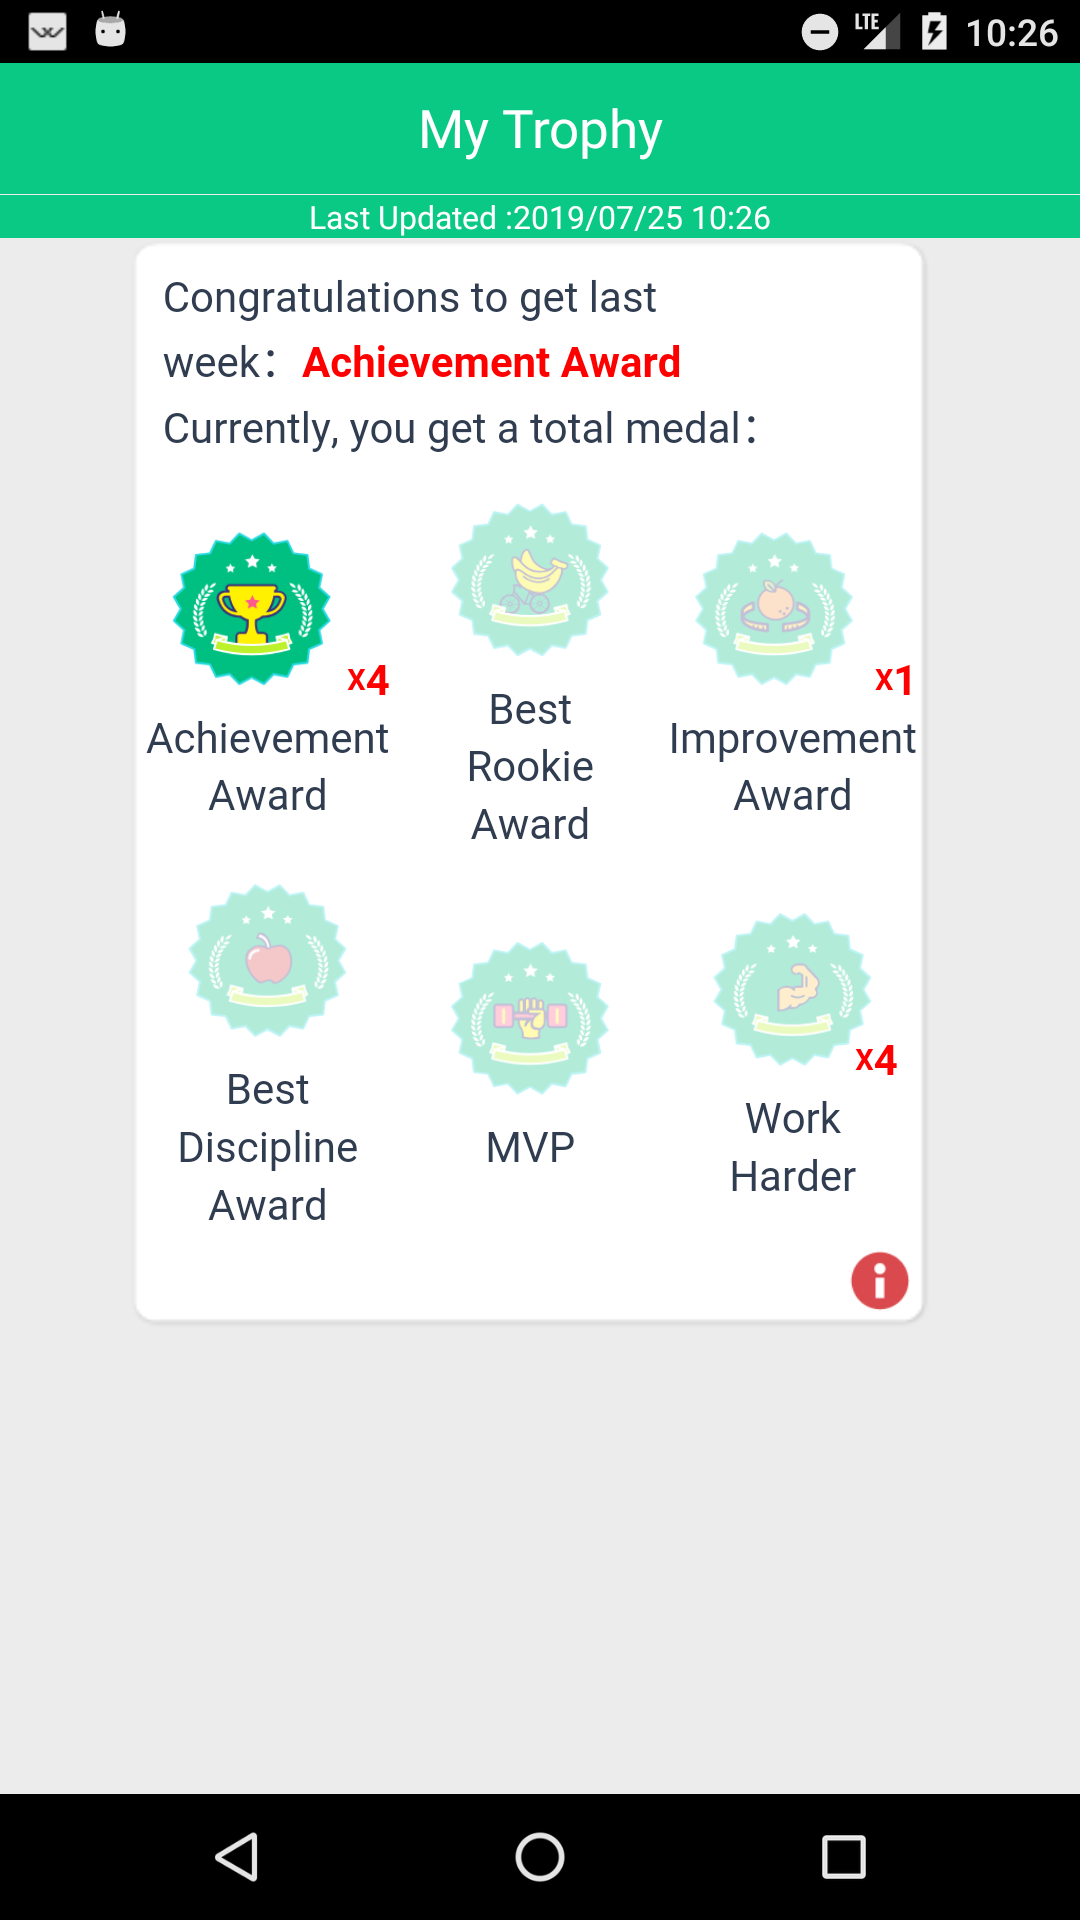 LTE 10:26
My Trophy
Last Updated :2019/07/25 10:26
Congratulations to get last
week： Achievement Award
Currently, you get a total medal：
x4
x1
Achievement
Award
Best
Rookie
Award
Improvement
Award
x4
Best
Discipline
Award
MVP
Work
Harder